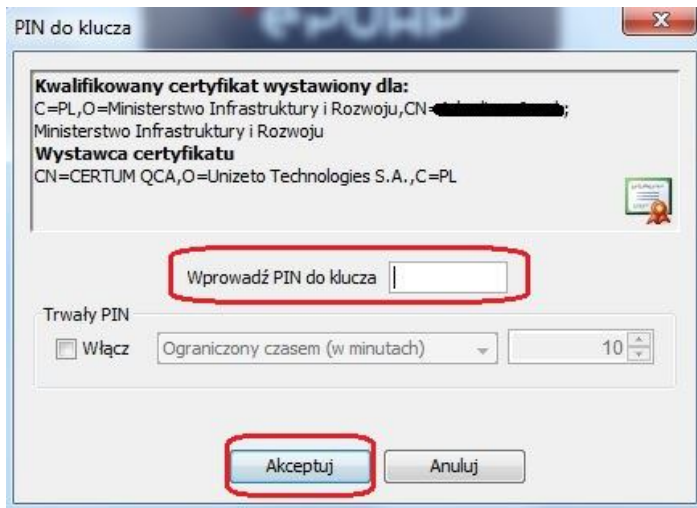 ePUAP
PIN do klucza
Kwalifikowany certyfikat wystawiony dla:
C=PL,O=Ministerstwo Infrastruktury i Rozwoju,CN=
Ministerstwo Infrastruktury i Rozwoju
Wystawca certyfikatu
CN=CERTUM QCA,O=Unizeto Technologies S.A.,C=PL
Wprowadź PIN do klucza
Trwały PIN
Włącz Ograniczony czasem (w minutach) 10
Akceptuj Anuluj